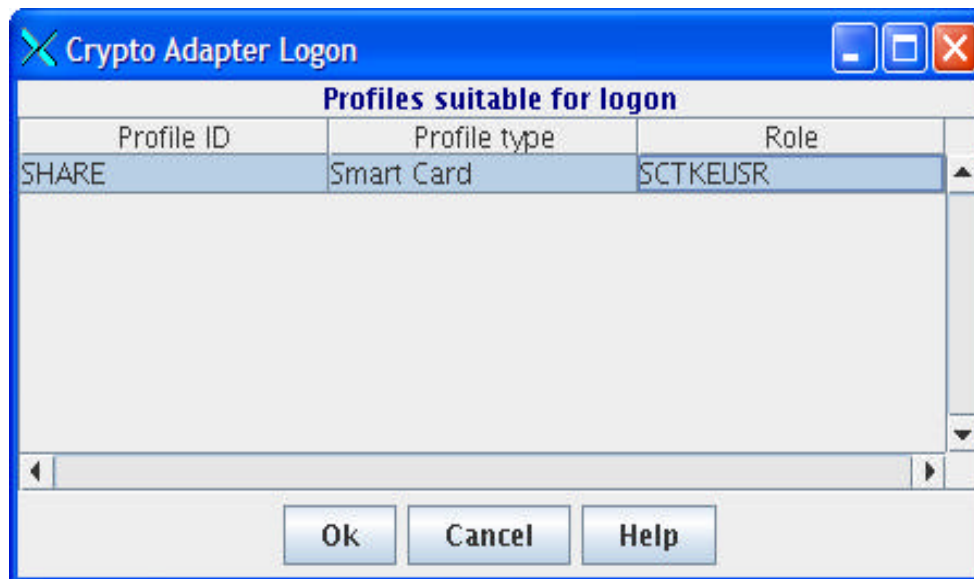 Crypto Adapter Logon
Profiles suitable for logon
Profile ID Profile type Role
SHARE Smart Card SCTKEUSR
Ok Cancel Help